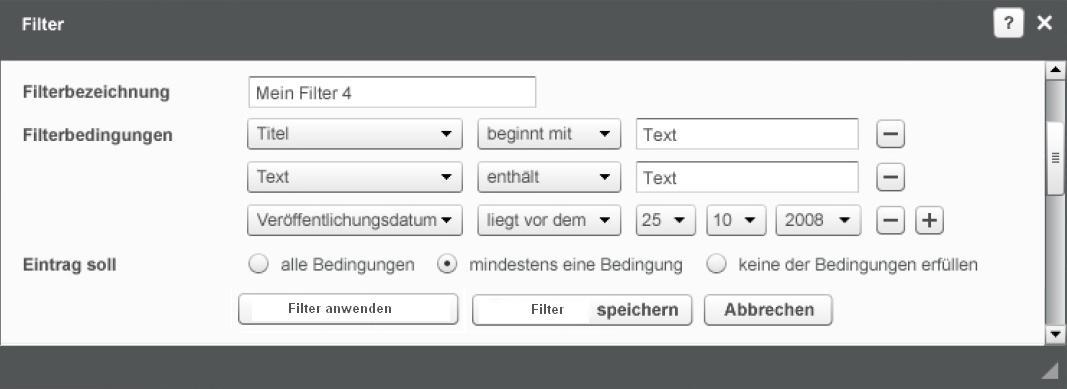 Filter ?
Filterbezeichnung Mein Filter 4
Filterbedingungen Titel beginnt mit Text
Text enthält Text
Veröffentlichungsdatum liegt vor dem 25 10 2008
Eintrag soll alle Bedingungen mindestens eine Bedingung keine der Bedingungen erfüllen
Filter anwenden Filter speichern Abbrechen